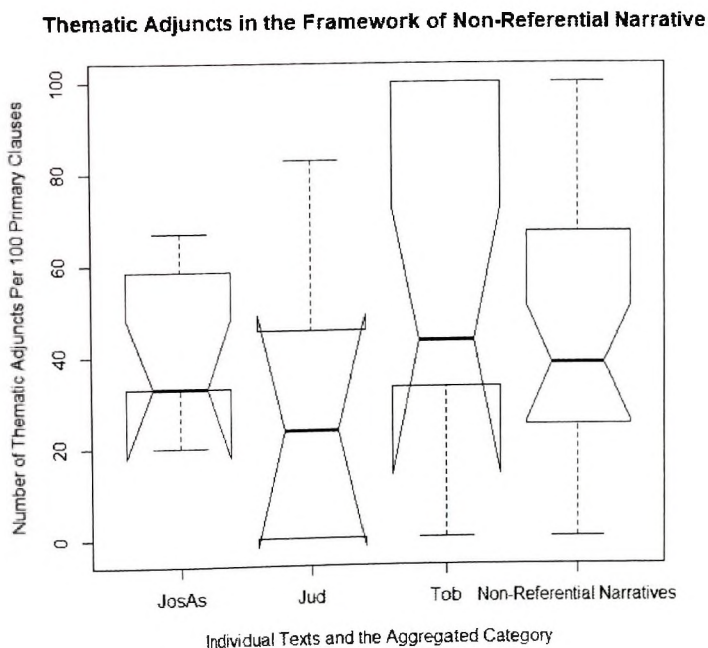 Thematic Adjuncts in the Framework of Non-Referential Narrative
Number of Thematic Adjuncts Per 100 Primary Clauses
100
80
60
40
20
0
JosAs Jud Tob Non-Referential Narratives
Individual Texts and the Aggregated Category